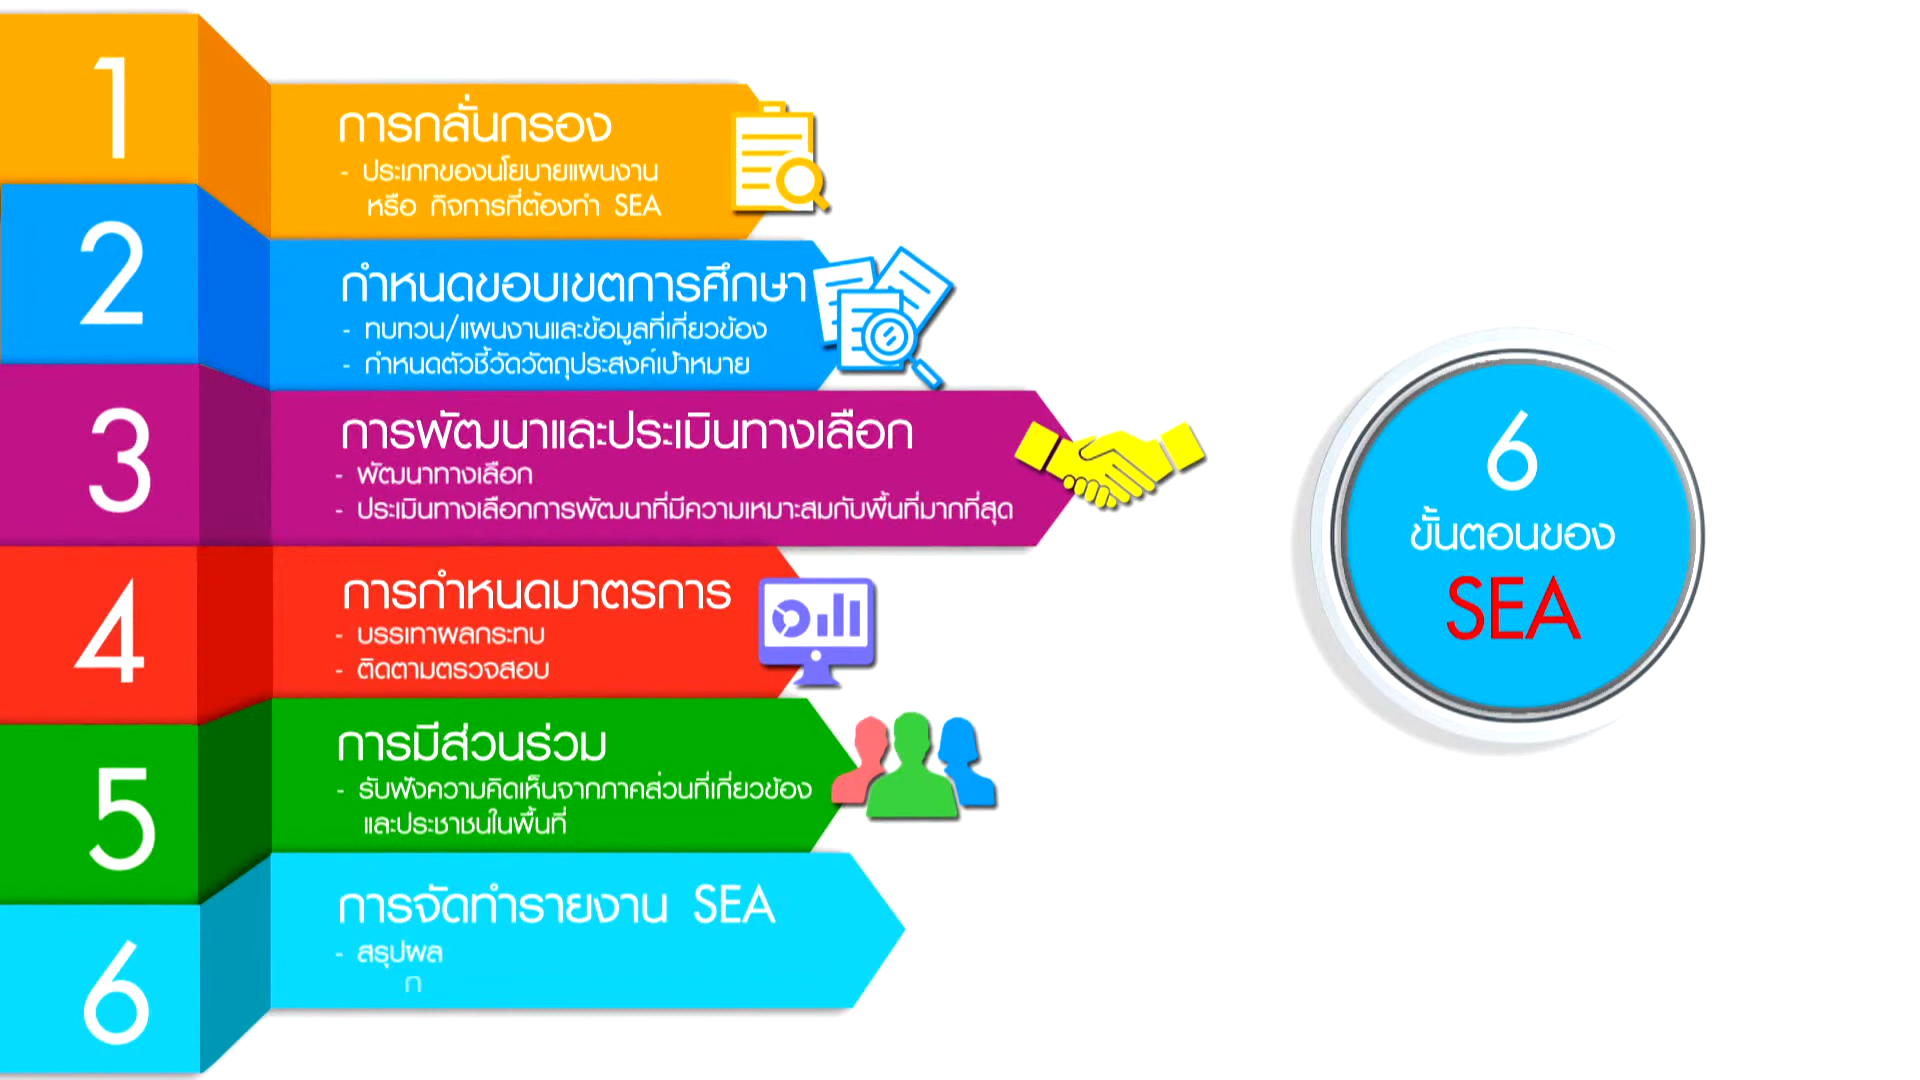 1
การกลั่นกรอง
- ประเภทของนโยบายแผนงาน
หรือ กิจการที่ต้องทำ SEA
2
กำหนดขอบเขตการศึกษา
- ทบทวน/แผนงานและข้อมูลที่เกี่ยวข้อง
- กำหนดตัวชี้วัดวัตถุประสงค์เป้าหมาย
3
การพัฒนาและประเมินทางเลือก
- พัฒนาทางเลือก
- ประเมินทางเลือกการพัฒนาที่มีความเหมาะสมกับพื้นที่มากที่สุด
4
การกำหนดมาตรการ
- บรรเทาผลกระทบ
- ติดตามตรวจสอบ
5
การมีส่วนร่วม
- รับฟังความคิดเห็นจากภาคส่วนที่เกี่ยวข้อง
และประชาชนในพื้นที่
6
การจัดทำรายงาน SEA
- สรุปผล
ก
6
ขั้นตอนของ
SEA